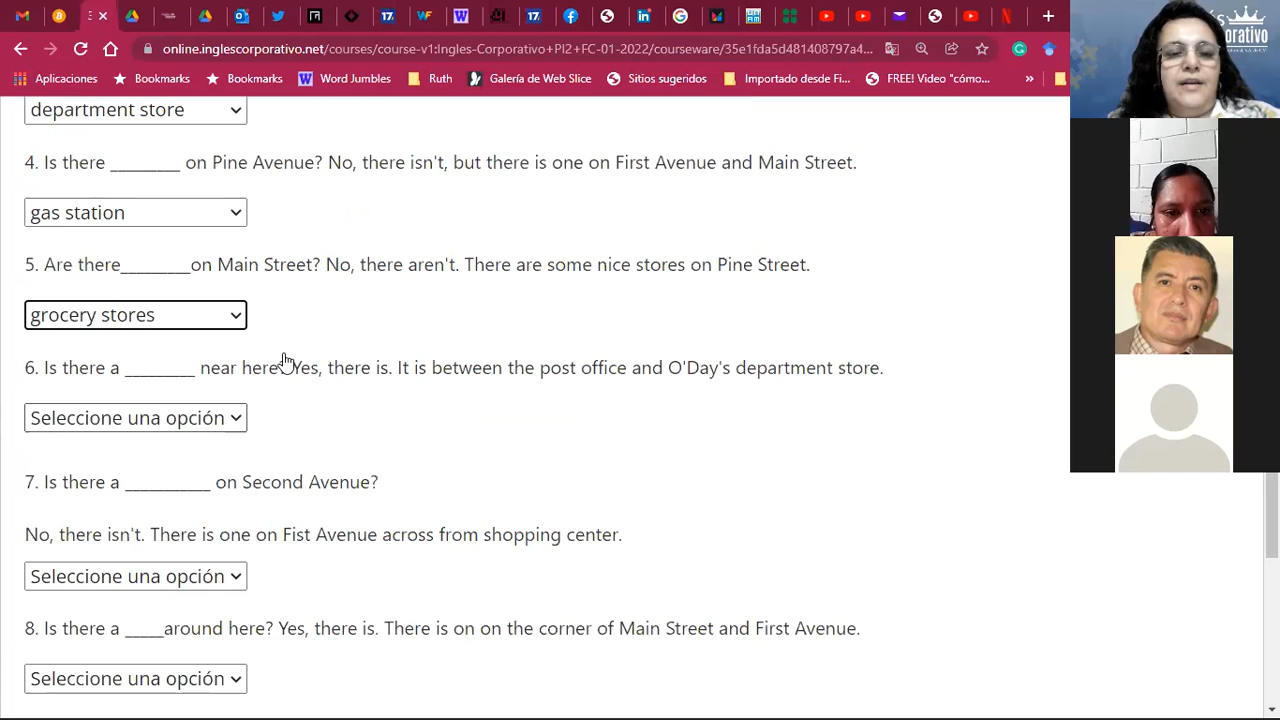 online.inglescorporativo.net/courses/course-v1:Ingles-Corporativo+PI2+FC-01-2022/courseware/35e1fda5d481408797a4...
Aplicaciones Bookmarks Bookmarks Word Jumbles Ruth Galería de Web Slice Sitios sugeridos Importado desde Fi... FREE! Video "cómo... »
orporativo
department store
4. Is there _________ on Pine Avenue? No, there isn't, but there is one on First Avenue and Main Street.
gas station
5. Are there_________on Main Street? No, there aren't. There are some nice stores on Pine Street.
grocery stores
6. Is there a _________ near here? Yes, there is. It is between the post office and O'Day's department store.
Seleccione una opción
7. Is there a ___________ on Second Avenue?
No, there isn't. There is one on Fist Avenue across from shopping center.
Seleccione una opción
8. Is there a _____around here? Yes, there is. There is on on the corner of Main Street and First Avenue.
Seleccione una opción